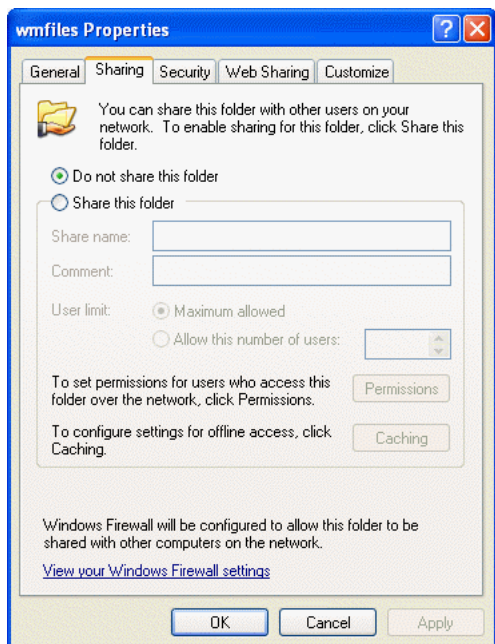 wmfiles Properties
General Sharing Security Web Sharing Customize
You can share this folder with other users on your
network. To enable sharing for this folder, click Share this
folder.
Do not share this folder
Share this folder
Share name:
Comment:
User limit: Maximum allowed
Allow this number of users:
To set permissions for users who access this
folder over the network, click Permissions.
Permissions
To configure settings for offline access, click
Caching.
Caching
Windows Firewall will be configured to allow this folder to be
shared with other computers on the network.
View your Windows Firewall settings
OK Cancel Apply